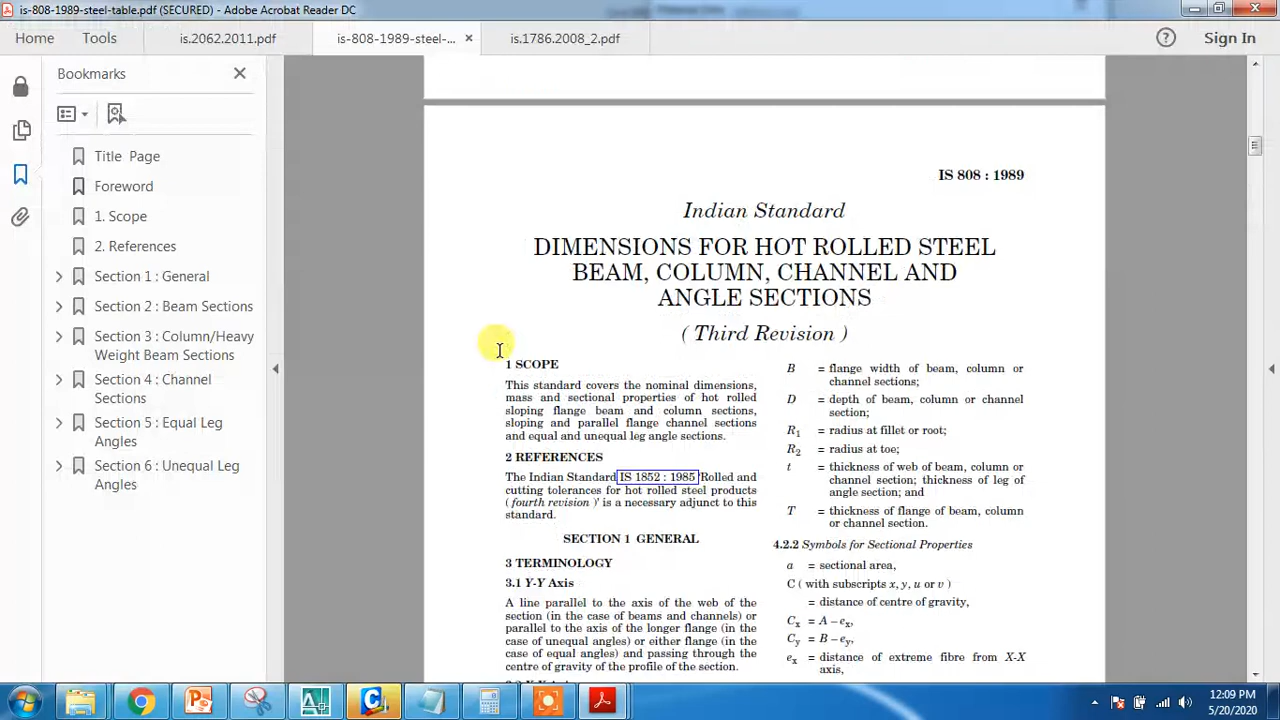 is-808-1989-steel-table.pdf (SECURED) - Adobe Acrobat Reader DC
Home
Tools
is.2062.2011.pdf
is-808-1989-steel-...
is.1786.2008_2.pdf
Sign In
Bookmarks
Title Page
Foreword
1. Scope
2. References
Section 1 : General
Section 2 : Beam Sections
Section 3 : Column/Heavy
Weight Beam Sections
Section 4 : Channel
Sections
Section 5 : Equal Leg
Angles
Section 6 : Unequal Leg
Angles
IS 808 : 1989
Indian Standard
DIMENSIONS FOR HOT ROLLED STEEL
BEAM, COLUMN, CHANNEL AND
ANGLE SECTIONS
( Third Revision )
1 SCOPE
This standard covers the nominal dimensions,
mass and sectional properties of hot rolled
sloping flange beam and column sections,
sloping and parallel flange channel sections
and equal and unequal leg angle sections.
2 REFERENCES
The Indian Standard IS 1852 : 1985 'Rolled and
cutting tolerances for hot rolled steel products
( fourth revision )' is a necessary adjunct to this
standard.
SECTION 1 GENERAL
3 TERMINOLOGY
3.1 Y-Y Axis
A line parallel to the axis of the web of the
section (in the case of beams and channels) or
parallel to the axis of the longer flange (in the
case of unequal angles) or either flange (in the
case of equal angles) and passing through the
centre of gravity of the profile of the section.
B = flange width of beam, column or
channel sections;
D = depth of beam, column or channel
section;
R1 = radius at fillet or root;
R2 = radius at toe;
t = thickness of web of beam, column or
channel section; thickness of leg of
angle section; and
T = thickness of flange of beam, column
or channel section.
4.2.2 Symbols for Sectional Properties
a = sectional area,
C ( with subscripts x, y, u or v )
= distance of centre of gravity,
Cx = A – ex,
Cy = B – ey,
ex = distance of extreme fibre from X-X
axis,
12:09 PM
5/20/2020